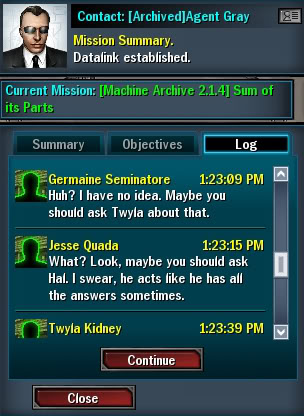 Contact: [Archived]Agent Gray
Mission Summary.
Datalink established.
Current Mission: [Machine Archive 2.1.4] Sum of
its Parts
Summary
Objectives
Log
Germaine Seminatore 1:23:09 PM
Huh? I have no idea. Maybe you
should ask Twyla about that.
Jesse Quada 1:23:15 PM
What? Look, maybe you should ask
Hal. I swear, he acts like he has all
the answers sometimes.
Twyla Kidney 1:23:39 PM
Continue
Close